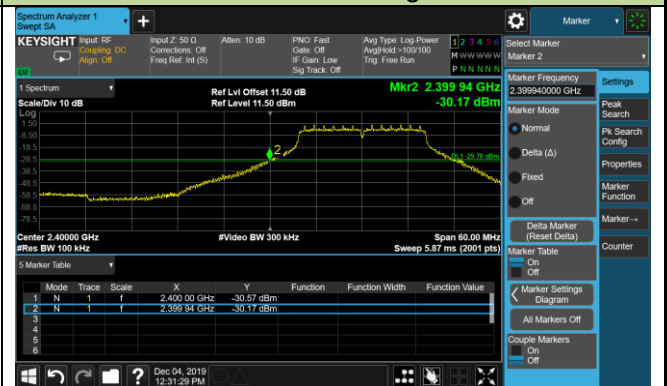 Spectrum Analyzer 1
Swept SA
+
Marker
KEYSIGHT
Input: RF
Coupling: DC
Align: Off
Input Z: 50 Ω
Corrections: Off
Freq Ref: Int (S)
Atten: 10 dB
PNO: Fast
Gate: Off
IF Gain: Low
Sig Track: Off
Avg Type: Log-Power
Avg|Hold:>100/100
Trig: Free Run
1 2 3 4 5 6
M W W W W W
P N N N N N
Select Marker
Marker 2
1 Spectrum
Scale/Div 10 dB
Log
Ref Lvl Offset 11.50 dB
Ref Level 11.50 dBm
Mkr2 2.399 94 GHz
-30.17 dBm
1.50
-8.50
-18.5
-28.5
-38.5
-48.5
-58.5
-68.5
-78.5
2
DL1 -29.78 dBm
Center 2.40000 GHz
#Res BW 100 kHz
#Video BW 300 kHz
Span 60.00 MHz
Sweep 5.87 ms (2001 pts)
5 Marker Table
Mode Trace Scale X Y Function Function Width Function Value
1 N 1 f 2.400 00 GHz -30.57 dBm
2 N 1 f 2.399 94 GHz -30.17 dBm
3
4
5
6
Marker Frequency
2.399940000 GHz
Marker Mode
Normal
Delta (Δ)
Fixed
Off
Delta Marker
(Reset Delta)
Marker Table
On
Off
Marker Settings
Diagram
All Markers Off
Couple Markers
On
Off
Settings
Peak
Search
Pk Search
Config
Properties
Marker
Function
Marker→
Counter
?
Dec 04, 2019
12:31:29 PM